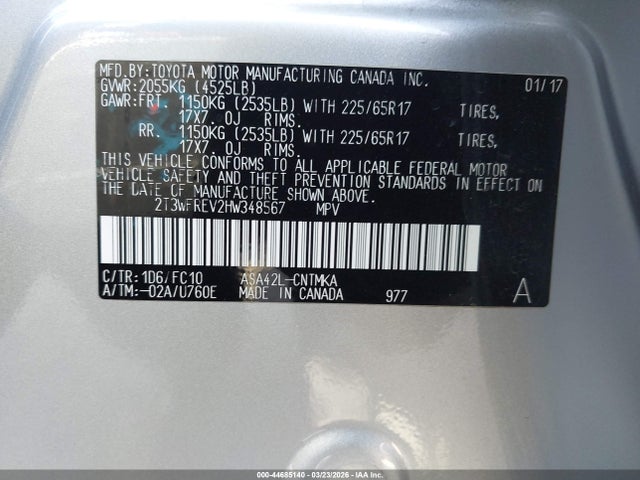 MFD.BY:TOYOTA MOTOR MANUFACTURING CANADA INC. 01/17
GVWR:2055KG (4525LB)
GAWR:FRT. 1150KG (2535LB) WITH 225/65R17 TIRES,
17X7.0J RIMS.
RR. 1150KG (2535LB) WITH 225/65R17 TIRES,
17X7.0J RIMS.
THIS VEHICLE CONFORMS TO ALL APPLICABLE FEDERAL MOTOR
VEHICLE SAFETY AND THEFT PREVENTION STANDARDS IN EFFECT ON
THE DATE OF MANUFACTURE SHOWN ABOVE.
2T3WFREV2HW348567 MPV
C/TR:1D6/FC10 ASA42L-CNTMKA
A/TM:-02A/U760E MADE IN CANADA 977 A
000-44685140 - 03/23/2026 - IAAI.COM